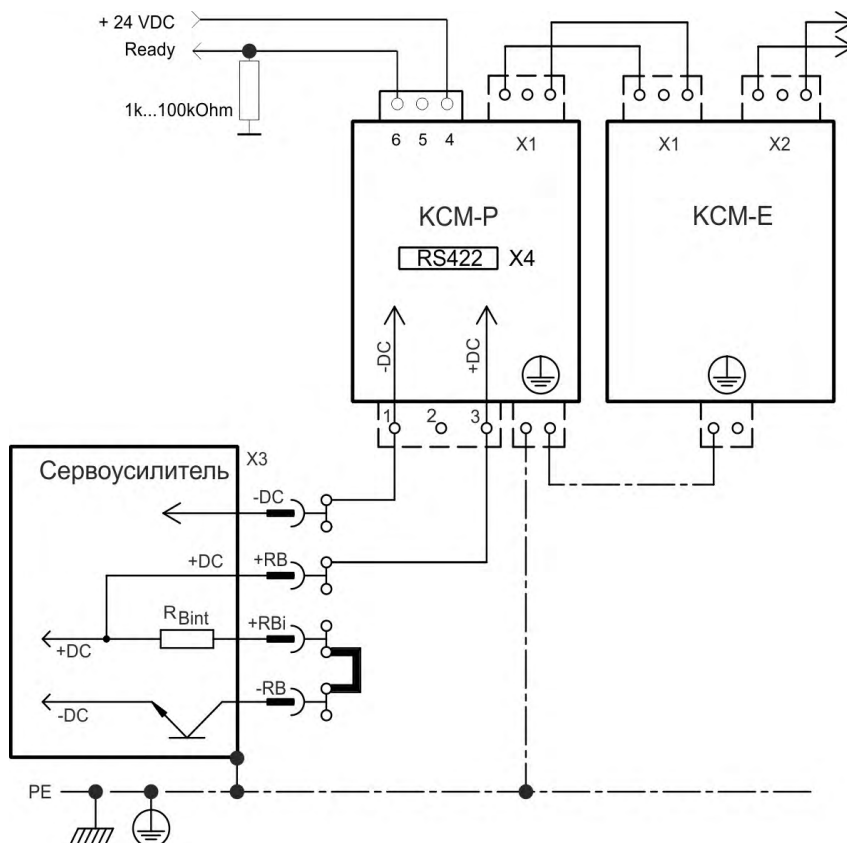 + 24 VDC
Ready
1k...100kOhm
6 5 4
X1
X1
X2
KCM-P
KCM-E
RS422 X4
-DC
+DC
1 2 3
Сервоусилитель
X3
-DC
+DC
+RB
RBint
+RBi
+DC
-RB
-DC
PE